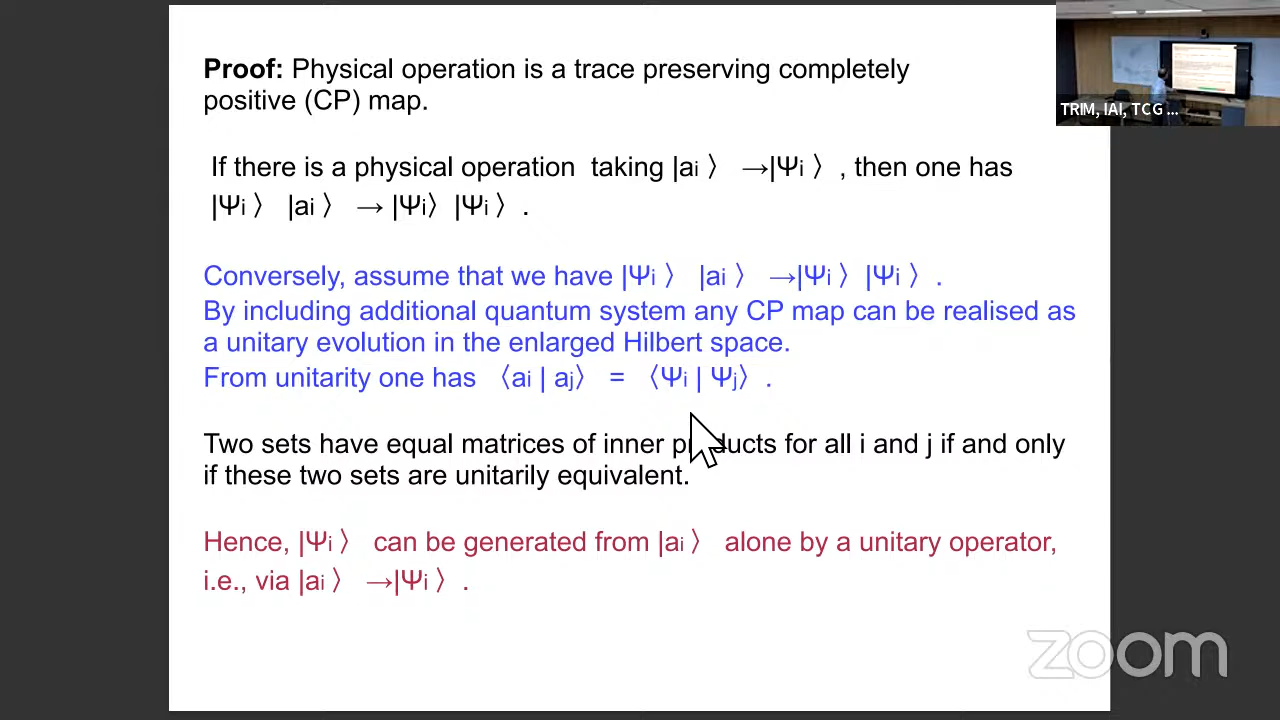 Proof: Physical operation is a trace preserving completely
positive (CP) map.
If there is a physical operation taking |ai 〉 →|Ψi 〉 , then one has
|Ψi 〉 |ai 〉 → |Ψi〉 |Ψi 〉 .
Conversely, assume that we have |Ψi 〉 |ai 〉 →|Ψi 〉 |Ψi 〉 .
By including additional quantum system any CP map can be realised as
a unitary evolution in the enlarged Hilbert space.
From unitarity one has 〈ai | aj〉 = 〈Ψi | Ψj〉 .
Two sets have equal matrices of inner products for all i and j if and only
if these two sets are unitarily equivalent.
Hence, |Ψi 〉 can be generated from |ai 〉 alone by a unitary operator,
i.e., via |ai 〉 →|Ψi 〉 .
TRIM, IAI, TCG ...
zoom